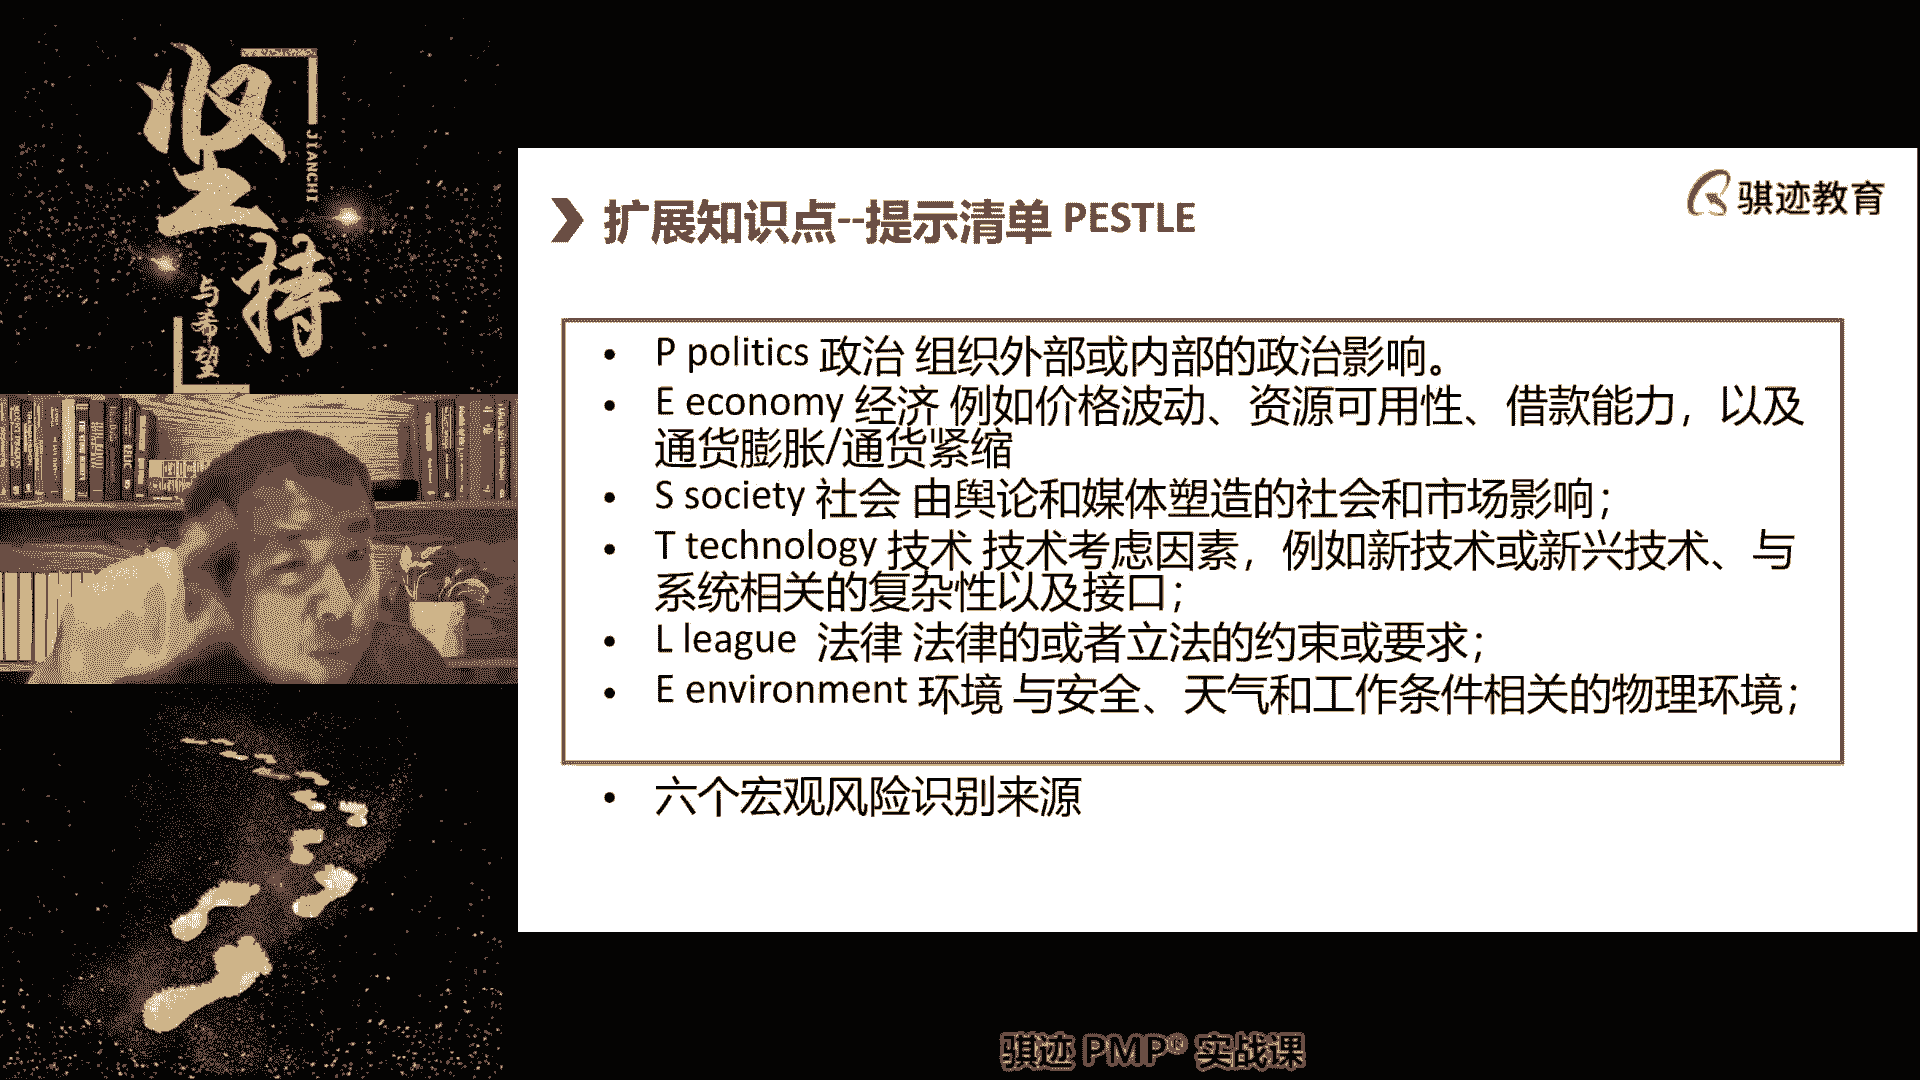 坚持
JIANCHI
与希望
骐迹教育
扩展知识点--提示清单 PESTLE
• P politics 政治 组织外部或内部的政治影响。
• E economy 经济 例如价格波动、资源可用性、借款能力，以及
通货膨胀/通货紧缩
• S society 社会 由舆论和媒体塑造的社会和市场影响；
• T technology 技术 技术考虑因素，例如新技术或新兴技术、与
系统相关的复杂性以及接口；
• L league 法律 法律的或者立法的约束或要求；
• E environment 环境 与安全、天气和工作条件相关的物理环境；
• 六个宏观风险识别来源
骐迹 PMP® 实战课